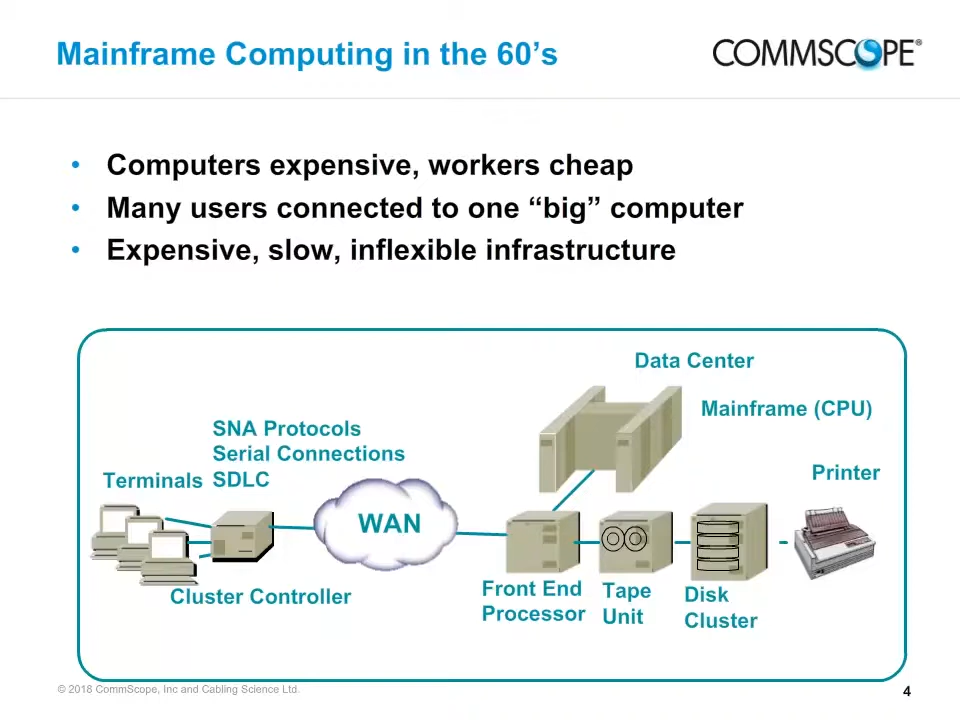 Mainframe Computing in the 60’s
COMMSCOPE®
• Computers expensive, workers cheap
• Many users connected to one “big” computer
• Expensive, slow, inflexible infrastructure
Data Center
Mainframe (CPU)
SNA Protocols
Serial Connections
SDLC
Terminals
Printer
WAN
Cluster Controller
Front End
Processor
Tape
Unit
Disk
Cluster
© 2018 CommScope, Inc and Cabling Science Ltd.
4